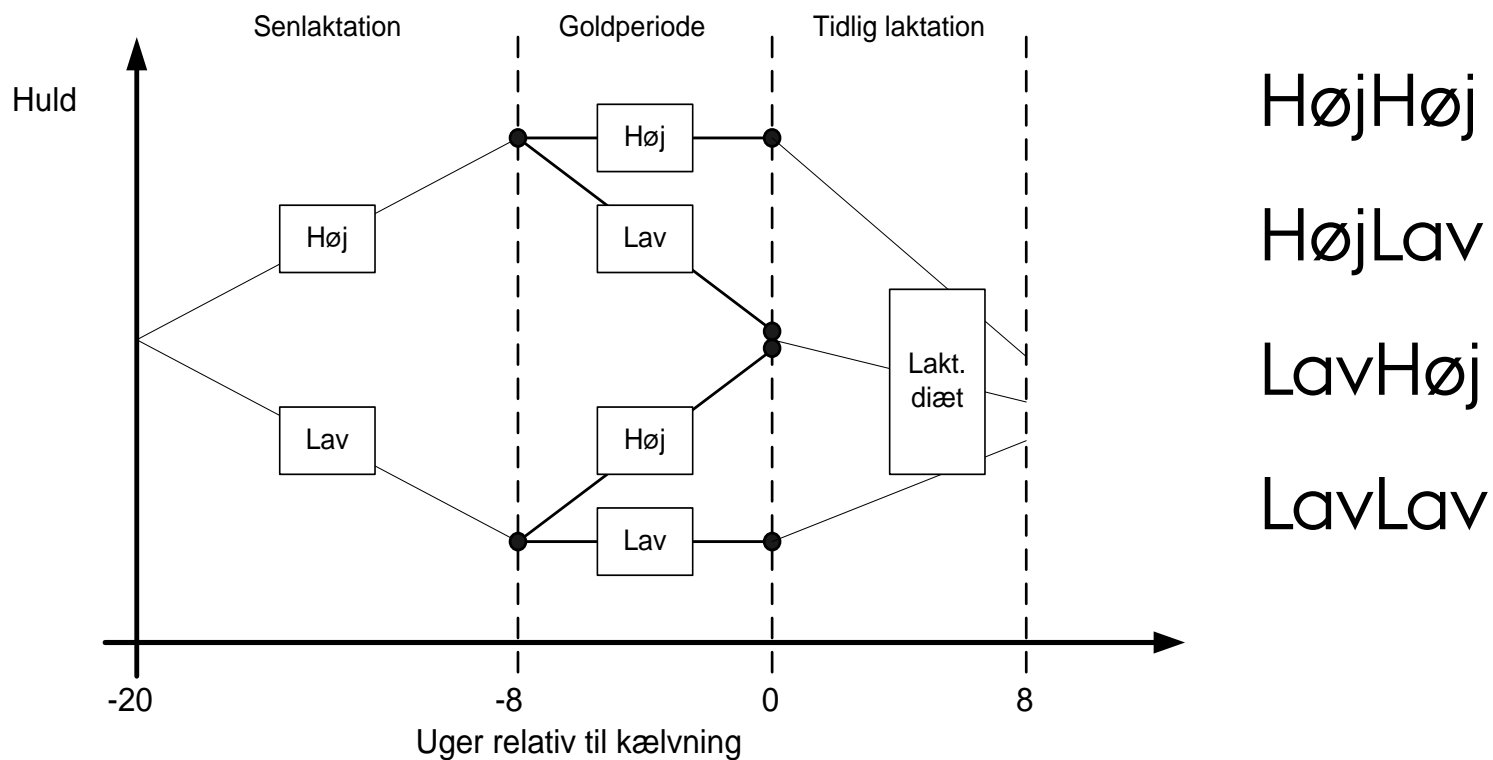 Senlaktation
Goldperiode
Tidlig laktation
Huld
Høj
Lav
Høj
Lav
Høj
Lav
Lakt.
diæt
-20
-8
0
8
Uger relativ til kælvning
HøjHøj
HøjLav
LavHøj
LavLav